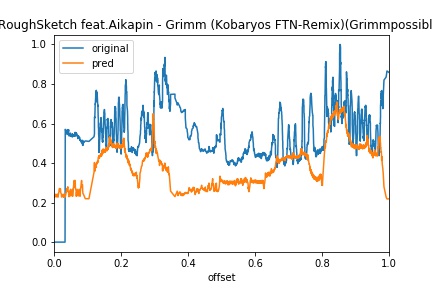 RoughSketch feat.Aikapin - Grimm (Kobaryos FTN-Remix)(Grimmpossibl
original
pred
1.0
0.8
0.6
0.4
0.2
0.0
0.0 0.2 0.4 0.6 0.8 1.0
offset